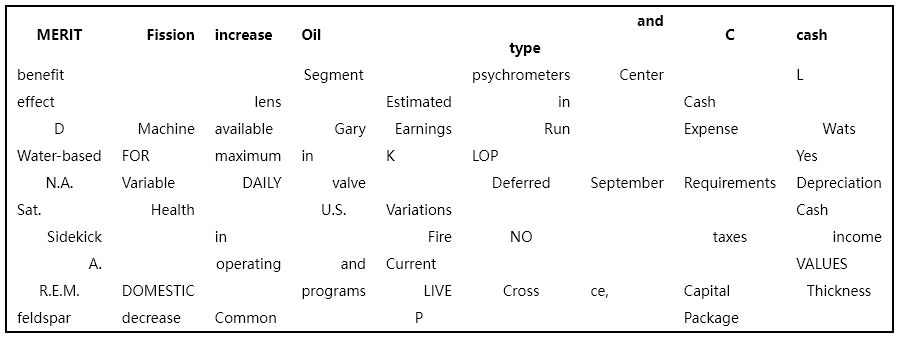 MERIT Fission increase Oil and type C cash
benefit Segment psychrometers Center L
effect lens Estimated in Cash
D Machine available Gary Earnings Run Expense Wats
Water-based FOR maximum in K LOP Yes
N.A. Variable DAILY valve Deferred September Requirements Depreciation
Sat. Health U.S. Variations Cash
Sidekick in Fire NO taxes income
A. operating and Current VALUES
R.E.M. DOMESTIC programs LIVE Cross ce, Capital Thickness
feldspar decrease Common P Package